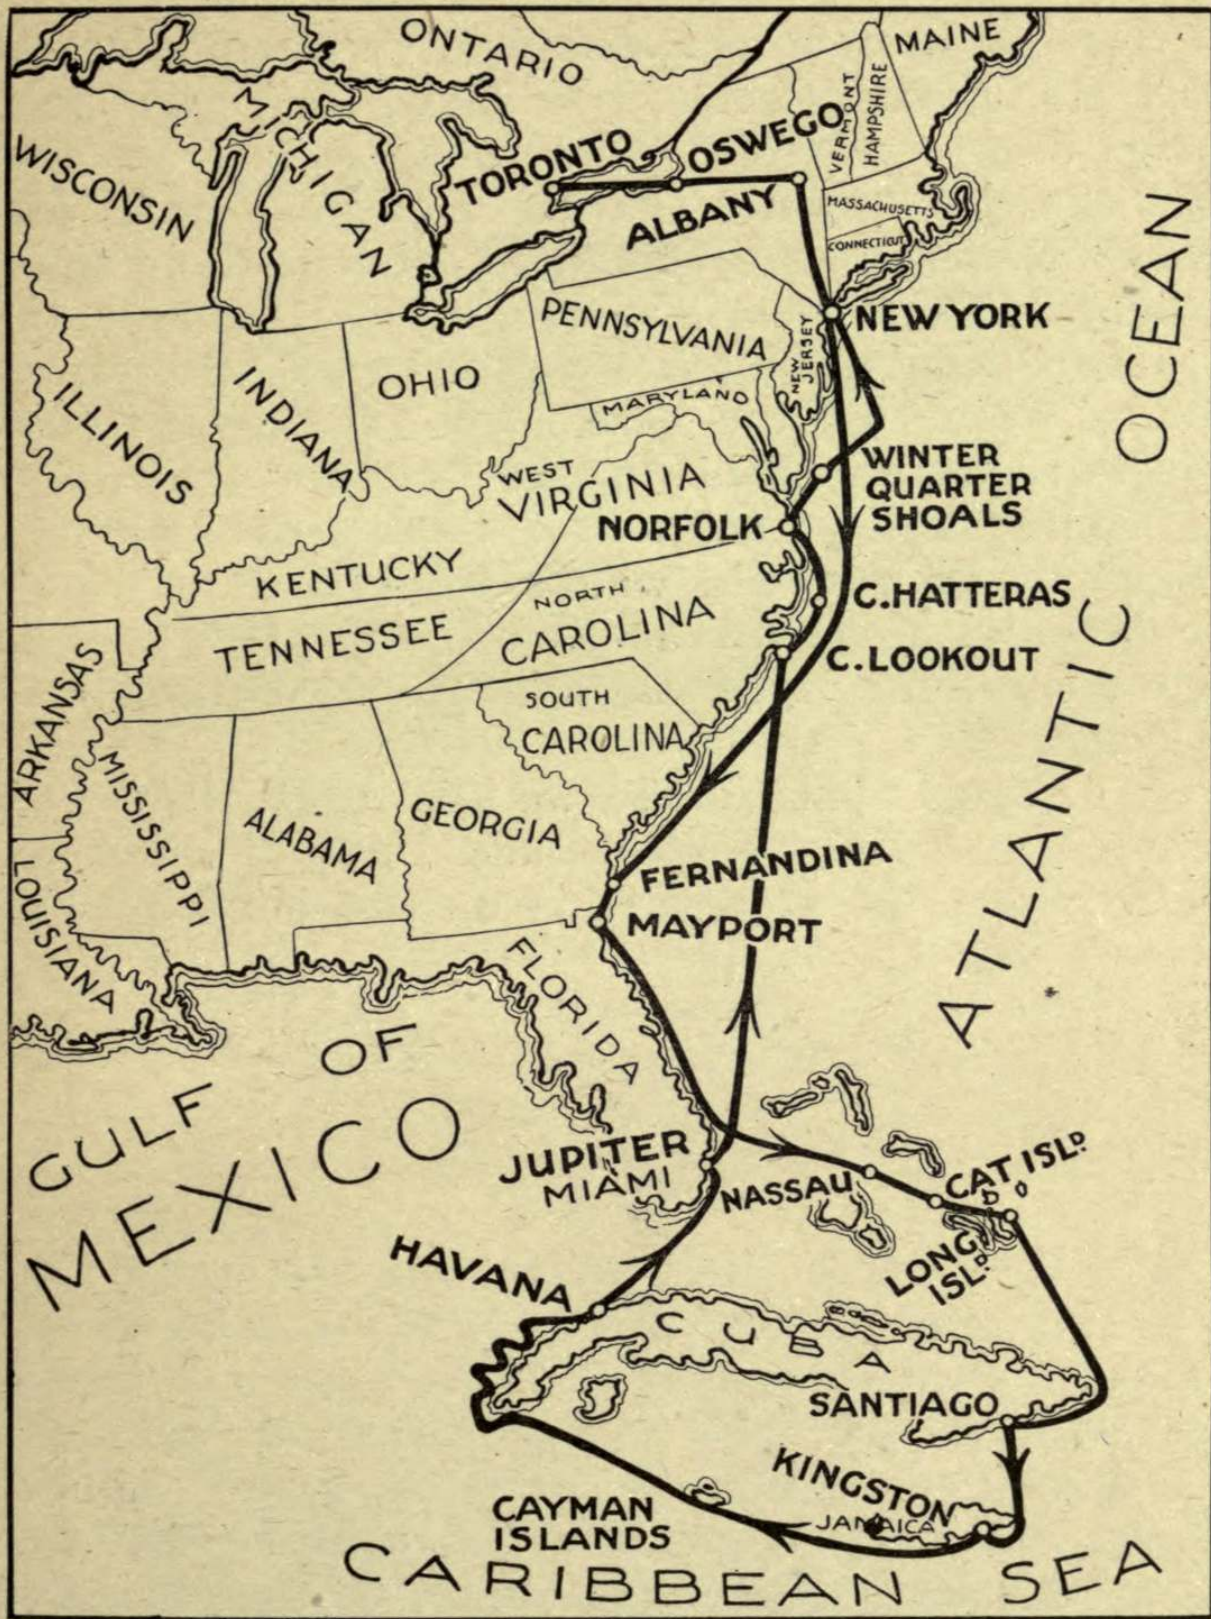 ONTARIO
MAINE
MICHIGAN
VERMONT
HAMPSHIRE
WISCONSIN
TORONTO
OSWEGO
ALBANY
MASSACHUSETTS
CONNECTICUT
OCEAN
PENNSYLVANIA
NEW YORK
NEW
JERSEY
OHIO
INDIANA
ILLINOIS
MARYLAND
WEST
VIRGINIA
WINTER
QUARTER
SHOALS
NORFOLK
KENTUCKY
NORTH
CAROLINA
C. HATTERAS
TENNESSEE
C. LOOKOUT
ATLANTIC
ARKANSAS
SOUTH
CAROLINA
MISSISSIPPI
ALABAMA
GEORGIA
LOUISIANA
FERNANDINA
MAYPORT
FLORIDA
GULF
OF
MEXICO
JUPITER
MIAMI
NASSAU
CAT ISLD.
LONG
ISLD.
HAVANA
CUBA
SANTIAGO
KINGSTON
JAMAICA
CAYMAN
ISLANDS
CARIBBEAN SEA